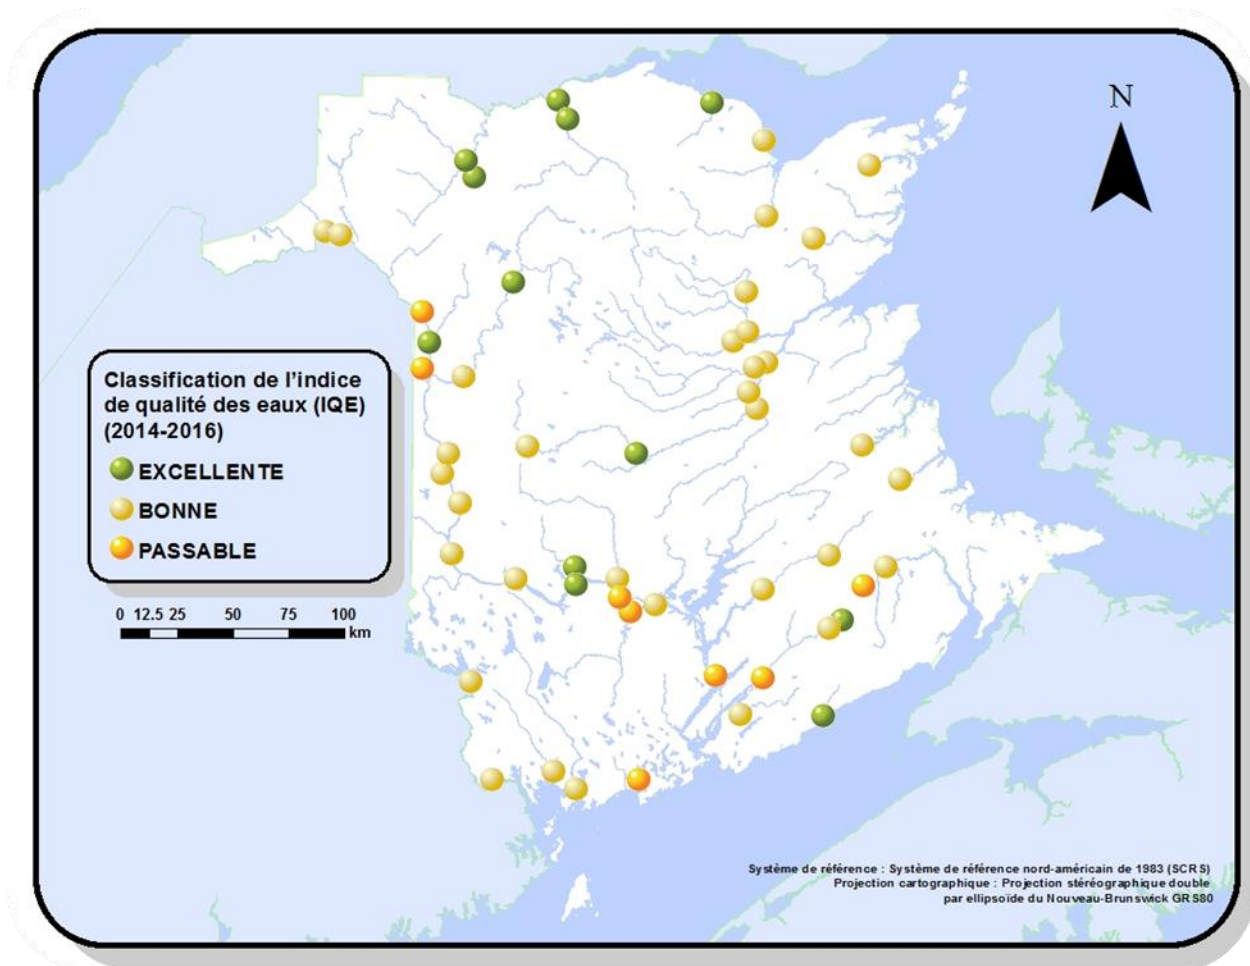 N
Classification de l'indice
de qualité des eaux (IQE)
(2014-2016)
EXCELLENTE
BONNE
PASSABLE
0 12.5 25 50 75 100
km
Système de référence : Système de référence nord-américain de 1983 (SCRS)
Projection cartographique : Projection stéréographique double
par ellipsoïde du Nouveau-Brunswick GRS80